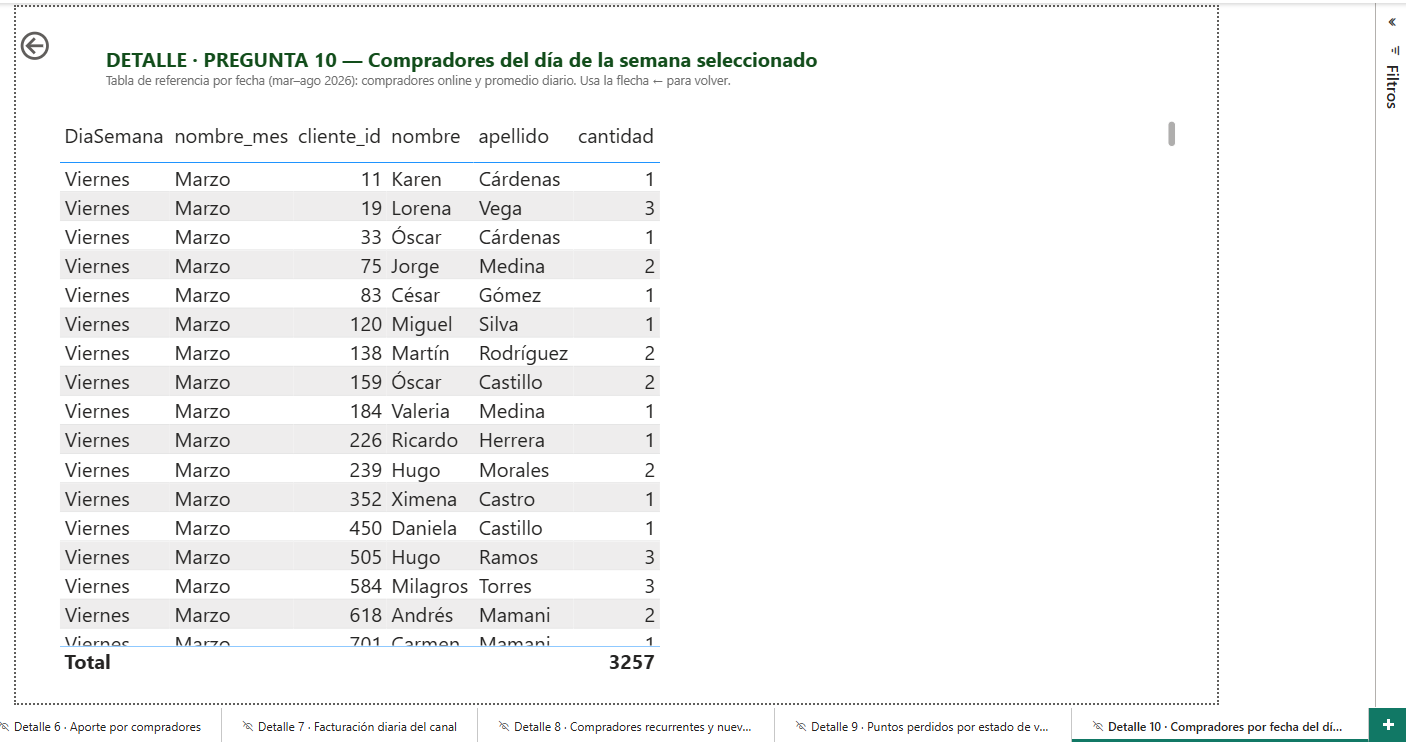 DETALLE · PREGUNTA 10 — Compradores del día de la semana seleccionado
Tabla de referencia por fecha (mar–ago 2026): compradores online y promedio diario. Usa la flecha ← para volver.
Filtros
DiaSemana nombre_mes cliente_id nombre apellido cantidad
Viernes Marzo 11 Karen Cárdenas 1
Viernes Marzo 19 Lorena Vega 3
Viernes Marzo 33 Óscar Cárdenas 1
Viernes Marzo 75 Jorge Medina 2
Viernes Marzo 83 César Gómez 1
Viernes Marzo 120 Miguel Silva 1
Viernes Marzo 138 Martín Rodríguez 2
Viernes Marzo 159 Óscar Castillo 2
Viernes Marzo 184 Valeria Medina 1
Viernes Marzo 226 Ricardo Herrera 1
Viernes Marzo 239 Hugo Morales 2
Viernes Marzo 352 Ximena Castro 1
Viernes Marzo 450 Daniela Castillo 1
Viernes Marzo 505 Hugo Ramos 3
Viernes Marzo 584 Milagros Torres 3
Viernes Marzo 618 Andrés Mamani 2
Viernes Marzo 701 Carmen Mamani 1
Total 3257
Detalle 6 · Aporte por compradores
Detalle 7 · Facturación diaria del canal
Detalle 8 · Compradores recurrentes y nuev...
Detalle 9 · Puntos perdidos por estado de v...
Detalle 10 · Compradores por fecha del dí...